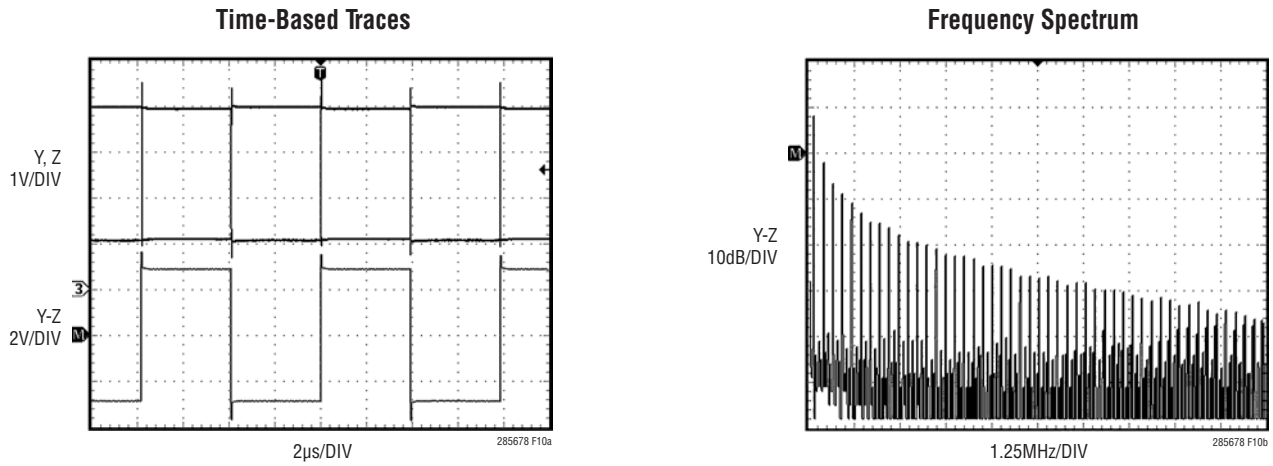 Time-Based Traces
T
Y, Z
1V/DIV
3
Y-Z
2V/DIV
M
2µs/DIV
285678 F10a
Frequency Spectrum
M
Y-Z
10dB/DIV
1.25MHz/DIV
285678 F10b